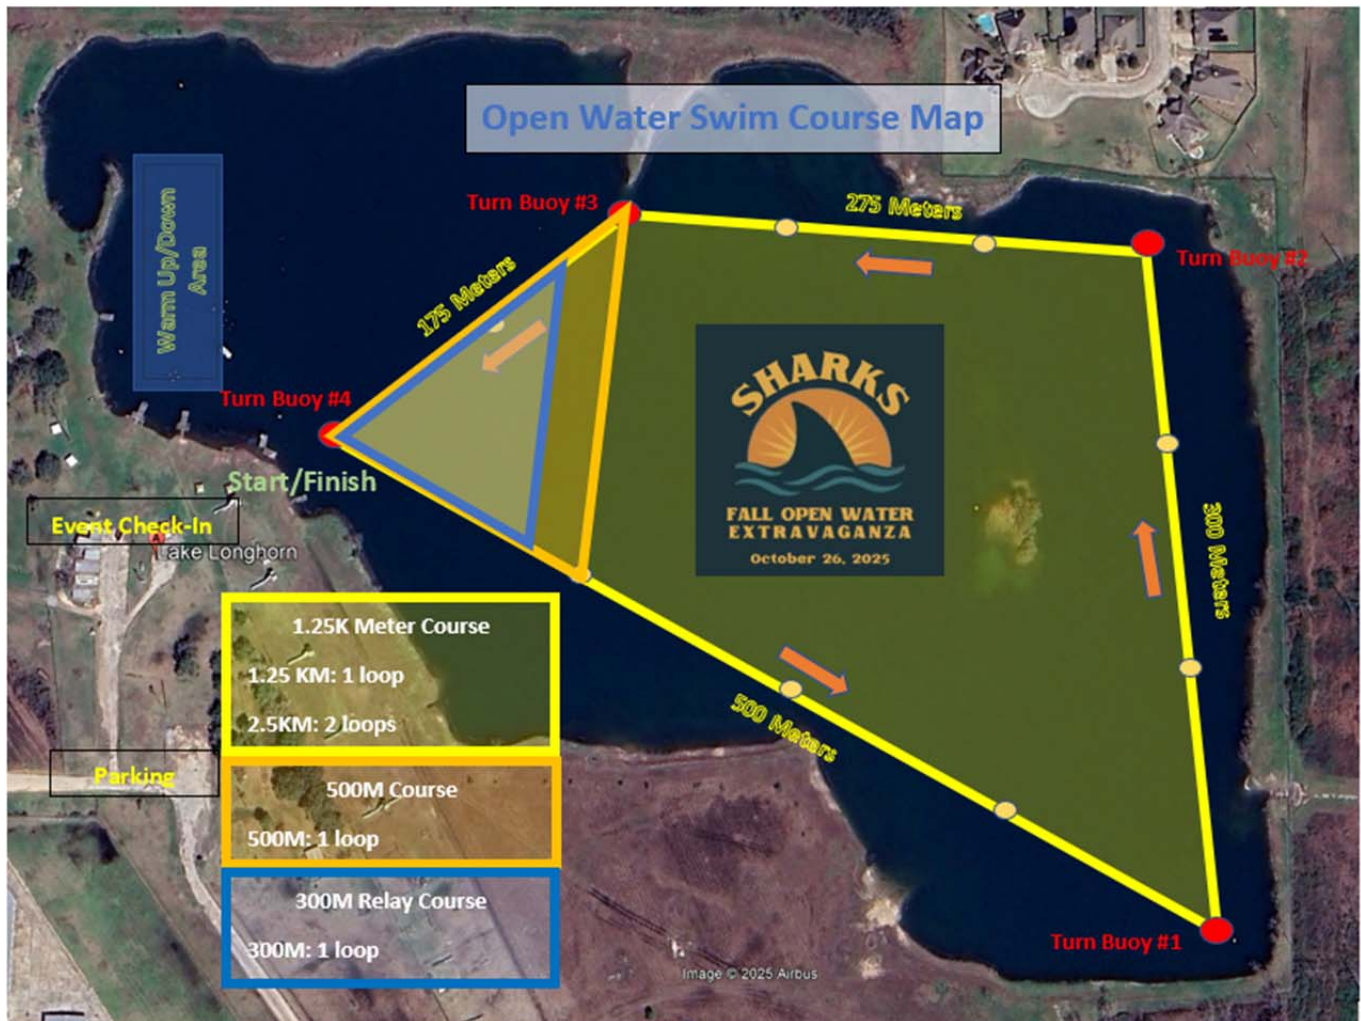 Open Water Swim Course Map
Turn Buoy #3
275 Meters
Turn Buoy #2
Warm Up/Down
Area
175 Meters
SHARKS
FALL OPEN WATER
EXTRAVAGANZA
October 26, 2025
Turn Buoy #4
Start/Finish
Event Check-In
Lake Longhorn
300 Meters
500 Meters
1.25K Meter Course
1.25 KM: 1 loop
2.5KM: 2 loops
Parking
500M Course
500M: 1 loop
300M Relay Course
300M: 1 loop
Turn Buoy #1
Image © 2025 Airbus